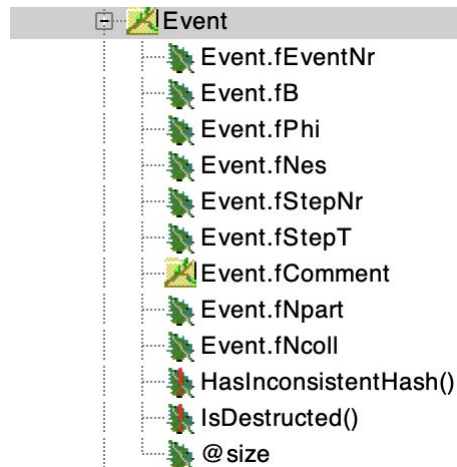 Event
Event.fEventNr
Event.fB
Event.fPhi
Event.fNes
Event.fStepNr
Event.fStepT
Event.fComment
Event.fNpart
Event.fNcoll
HasInconsistentHash()
IsDestructed()
@size